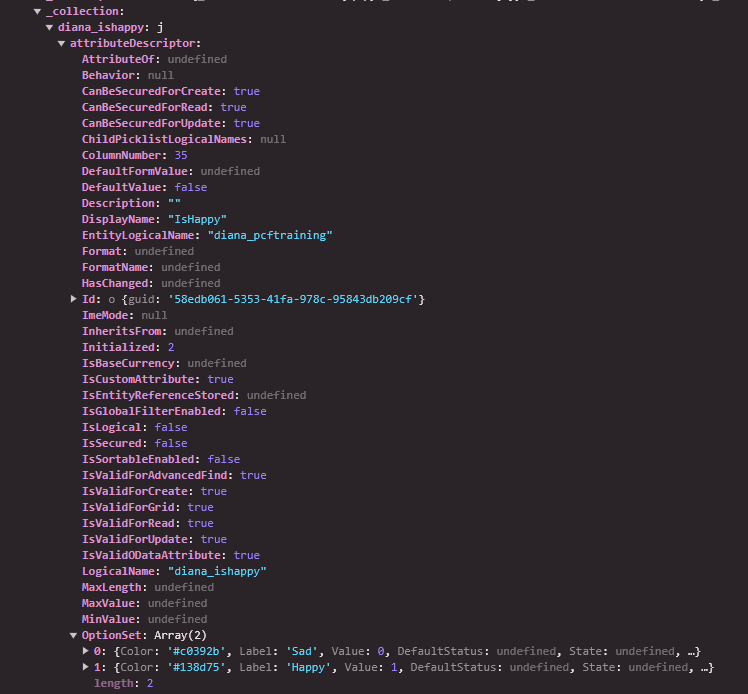 _collection:
diana_ishappy: j
attributeDescriptor:
AttributeOf: undefined
Behavior: null
CanBeSecuredForCreate: true
CanBeSecuredForRead: true
CanBeSecuredForUpdate: true
ChildPicklistLogicalNames: null
ColumnNumber: 35
DefaultFormValue: undefined
DefaultValue: false
Description: ""
DisplayName: "IsHappy"
EntityLogicalName: "diana_pcftraining"
Format: undefined
FormatName: undefined
HasChanged: undefined
Id: o {guid: '58edb061-5353-41fa-978c-95843db209cf'}
ImeMode: null
InheritsFrom: undefined
Initialized: 2
IsBaseCurrency: undefined
IsCustomAttribute: true
IsEntityReferenceStored: undefined
IsGlobalFilterEnabled: false
IsLogical: false
IsSecured: false
IsSortableEnabled: false
IsValidForAdvancedFind: true
IsValidForCreate: true
IsValidForGrid: true
IsValidForRead: true
IsValidForUpdate: true
IsValidODataAttribute: true
LogicalName: "diana_ishappy"
MaxLength: undefined
MaxValue: undefined
MinValue: undefined
OptionSet: Array(2)
0: {Color: '#c0392b', Label: 'Sad', Value: 0, DefaultStatus: undefined, State: undefined, …}
1: {Color: '#138d75', Label: 'Happy', Value: 1, DefaultStatus: undefined, State: undefined, …}
length: 2